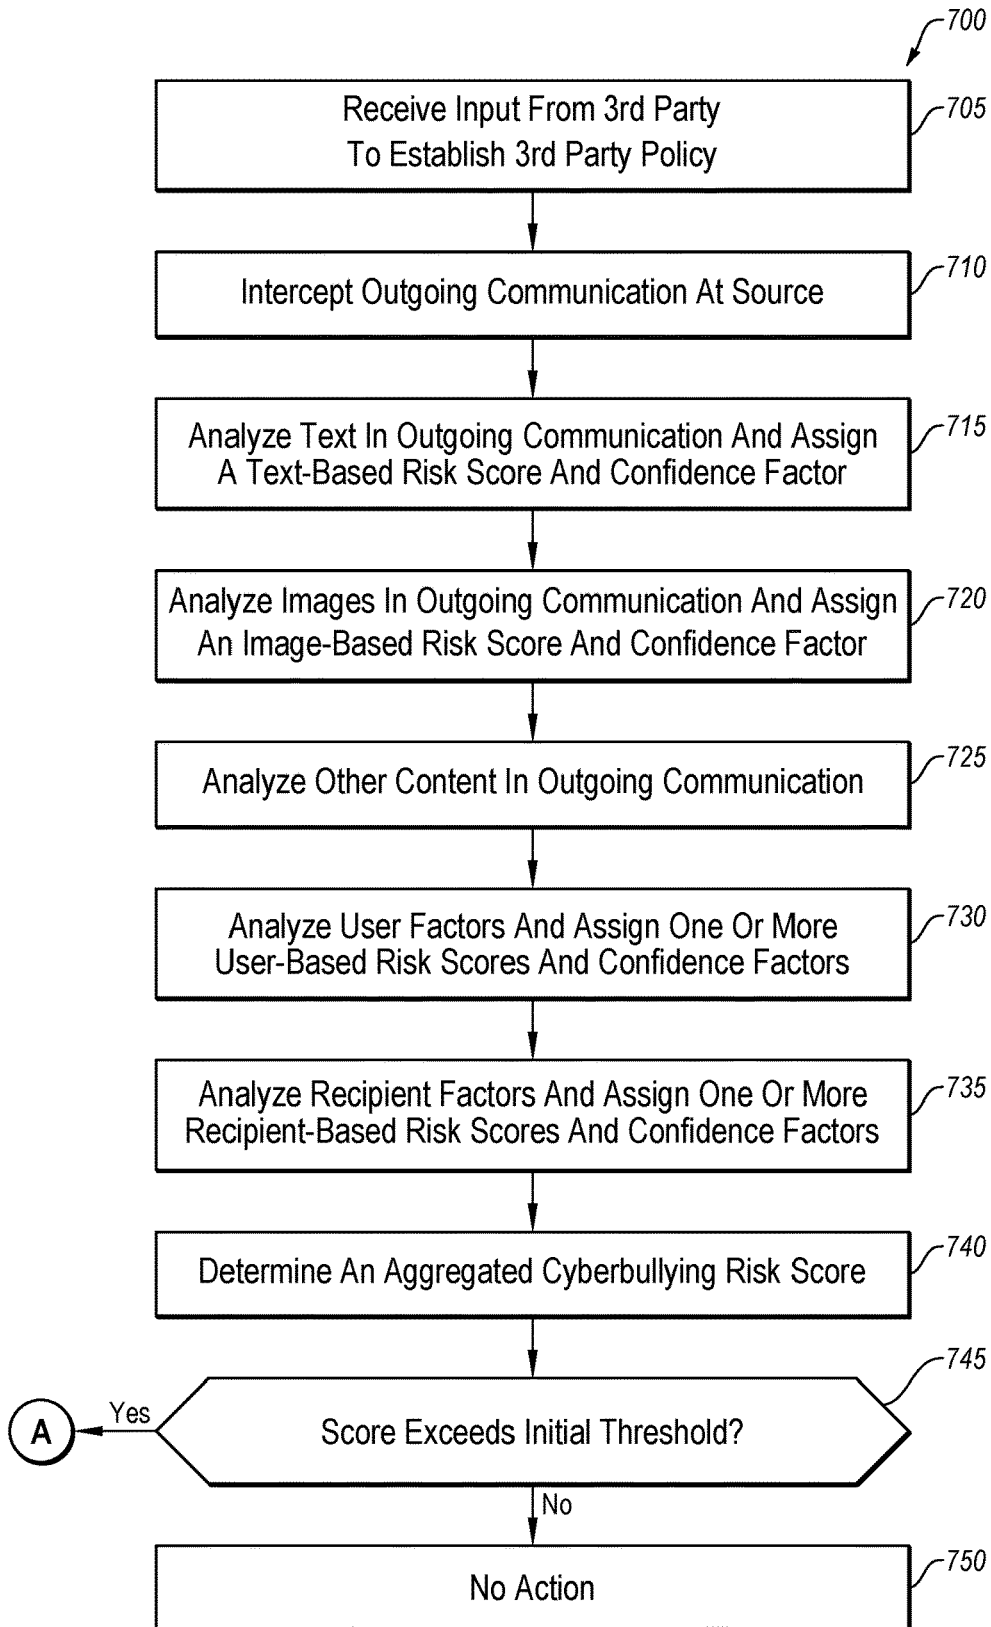 700
Receive Input From 3rd Party
To Establish 3rd Party Policy
705
Intercept Outgoing Communication At Source
710
Analyze Text In Outgoing Communication And Assign
A Text-Based Risk Score And Confidence Factor
715
Analyze Images In Outgoing Communication And Assign
An Image-Based Risk Score And Confidence Factor
720
Analyze Other Content In Outgoing Communication
725
Analyze User Factors And Assign One Or More
User-Based Risk Scores And Confidence Factors
730
Analyze Recipient Factors And Assign One Or More
Recipient-Based Risk Scores And Confidence Factors
735
Determine An Aggregated Cyberbullying Risk Score
740
Score Exceeds Initial Threshold?
745
Yes
A
No
No Action
750